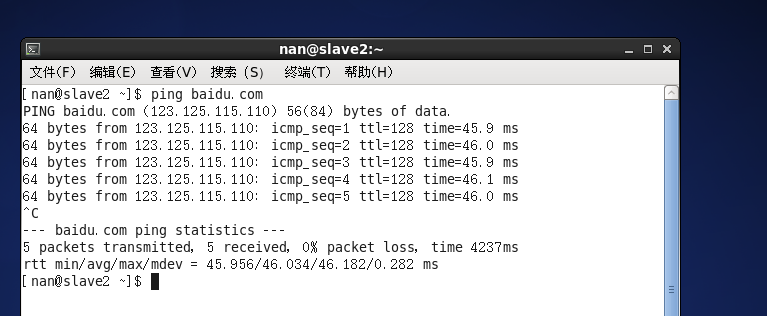 nan@slave2:~
文件(F) 编辑(E) 查看(V) 搜索 (S) 终端(T) 帮助(H)
[nan@slave2 ~]$ ping baidu.com
PING baidu.com (123.125.115.110) 56(84) bytes of data.
64 bytes from 123.125.115.110: icmp_seq=1 ttl=128 time=45.9 ms
64 bytes from 123.125.115.110: icmp_seq=2 ttl=128 time=46.0 ms
64 bytes from 123.125.115.110: icmp_seq=3 ttl=128 time=45.9 ms
64 bytes from 123.125.115.110: icmp_seq=4 ttl=128 time=46.1 ms
64 bytes from 123.125.115.110: icmp_seq=5 ttl=128 time=46.0 ms
^C
--- baidu.com ping statistics ---
5 packets transmitted, 5 received, 0% packet loss, time 4237ms
rtt min/avg/max/mdev = 45.956/46.034/46.182/0.282 ms
[nan@slave2 ~]$